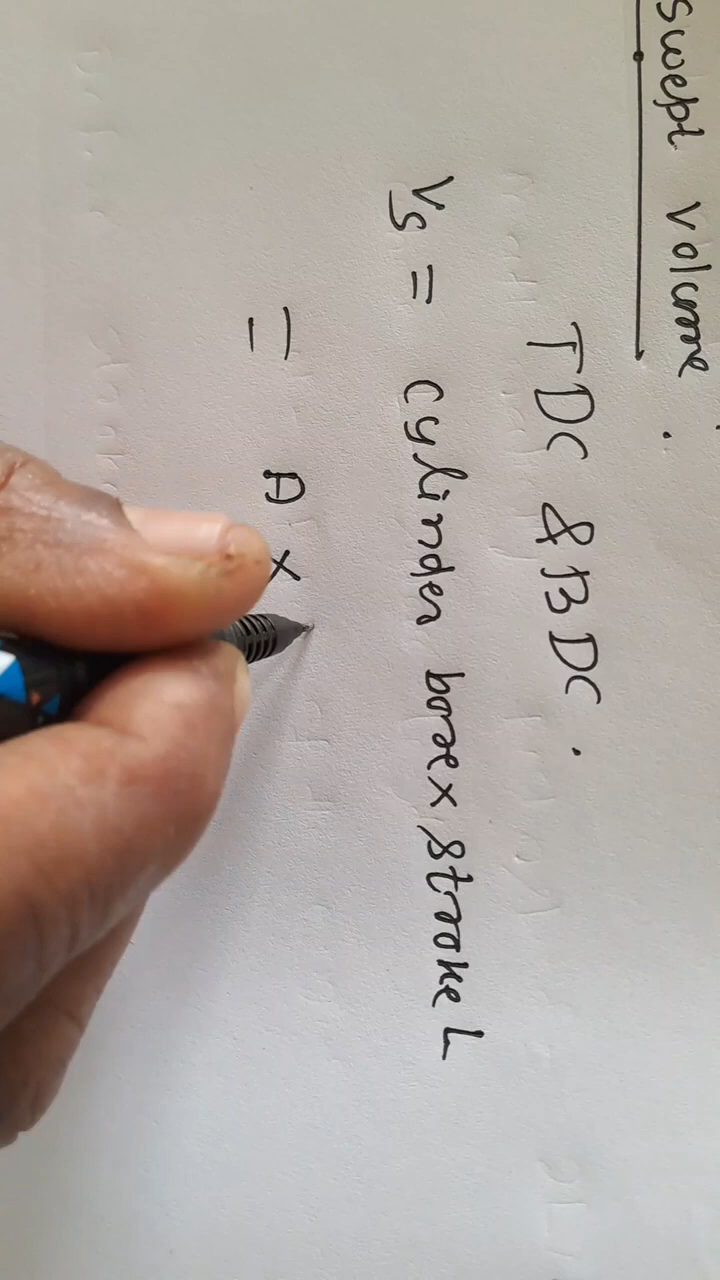 swept volume .
TDC & BDC .
Vs = cylinder bore x stroke L
= A x